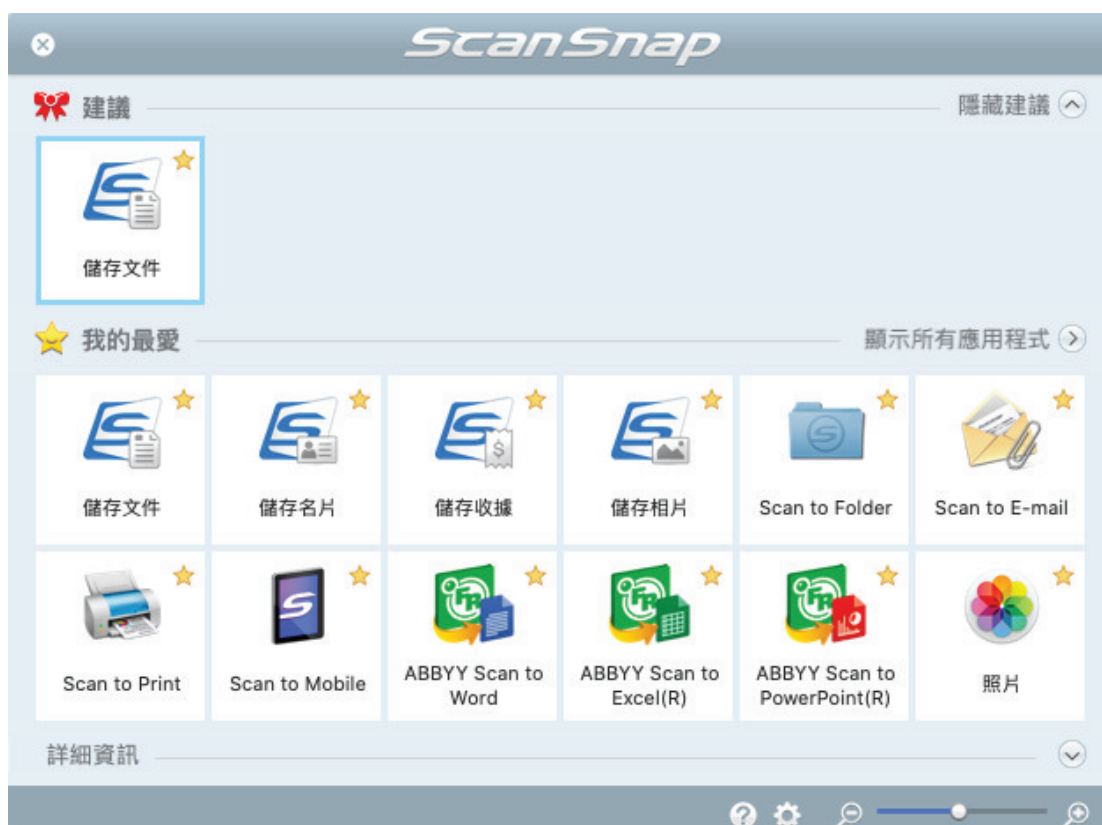 ScanSnap
建議
隱藏建議
儲存文件
我的最愛
顯示所有應用程式
儲存文件
儲存名片
儲存收據
儲存相片
Scan to Folder
Scan to E-mail
Scan to Print
Scan to Mobile
ABBYY Scan to
Word
ABBYY Scan to
Excel(R)
ABBYY Scan to
PowerPoint(R)
照片
詳細資訊